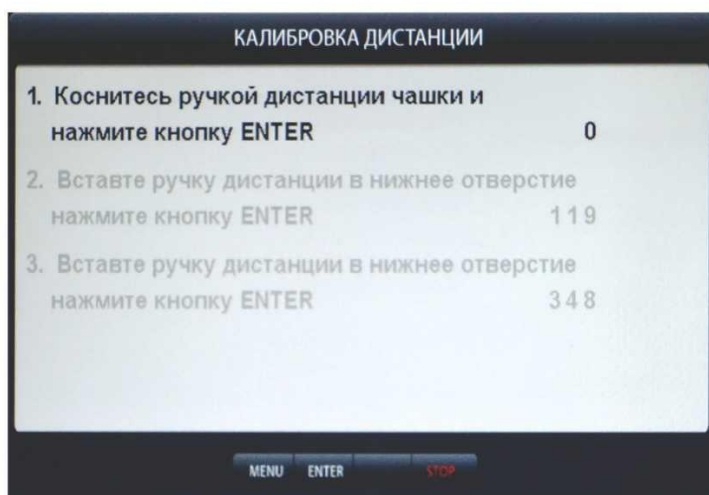 КАЛИБРОВКА ДИСТАНЦИИ
1. Коснитесь ручкой дистанции чашки и
нажмите кнопку ENTER 0
2. Вставте ручку дистанции в нижнее отверстие
нажмите кнопку ENTER 119
3. Вставте ручку дистанции в нижнее отверстие
нажмите кнопку ENTER 348
MENU ENTER STOP